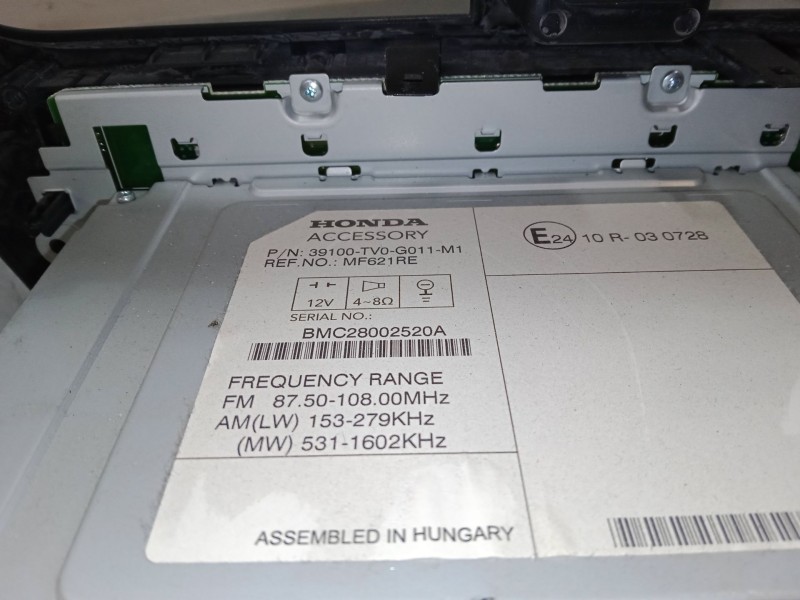 HONDA
ACCESSORY
P/N: 39100-TV0-G011-M1
REF.NO.: MF621RE
12V 4~8Ω
SERIAL NO.:
BMC28002520A
FREQUENCY RANGE
FM 87.50-108.00MHz
AM(LW) 153-279KHz
(MW) 531-1602KHz
ASSEMBLED IN HUNGARY
E24 10 R- 03 0728